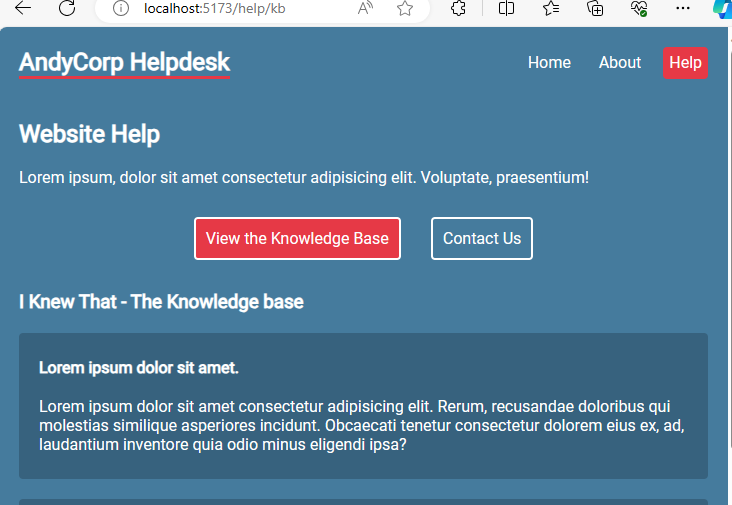 localhost:5173/help/kb
AndyCorp Helpdesk
Home
About
Help
Website Help
Lorem ipsum, dolor sit amet consectetur adipisicing elit. Voluptate, praesentium!
View the Knowledge Base
Contact Us
I Knew That - The Knowledge base
Lorem ipsum dolor sit amet.
Lorem ipsum dolor sit amet consectetur adipisicing elit. Rerum, recusandae doloribus qui
molestias similique asperiores incidunt. Obcaecati tenetur consectetur dolorem eius ex, ad,
laudantium inventore quia odio minus eligendi ipsa?